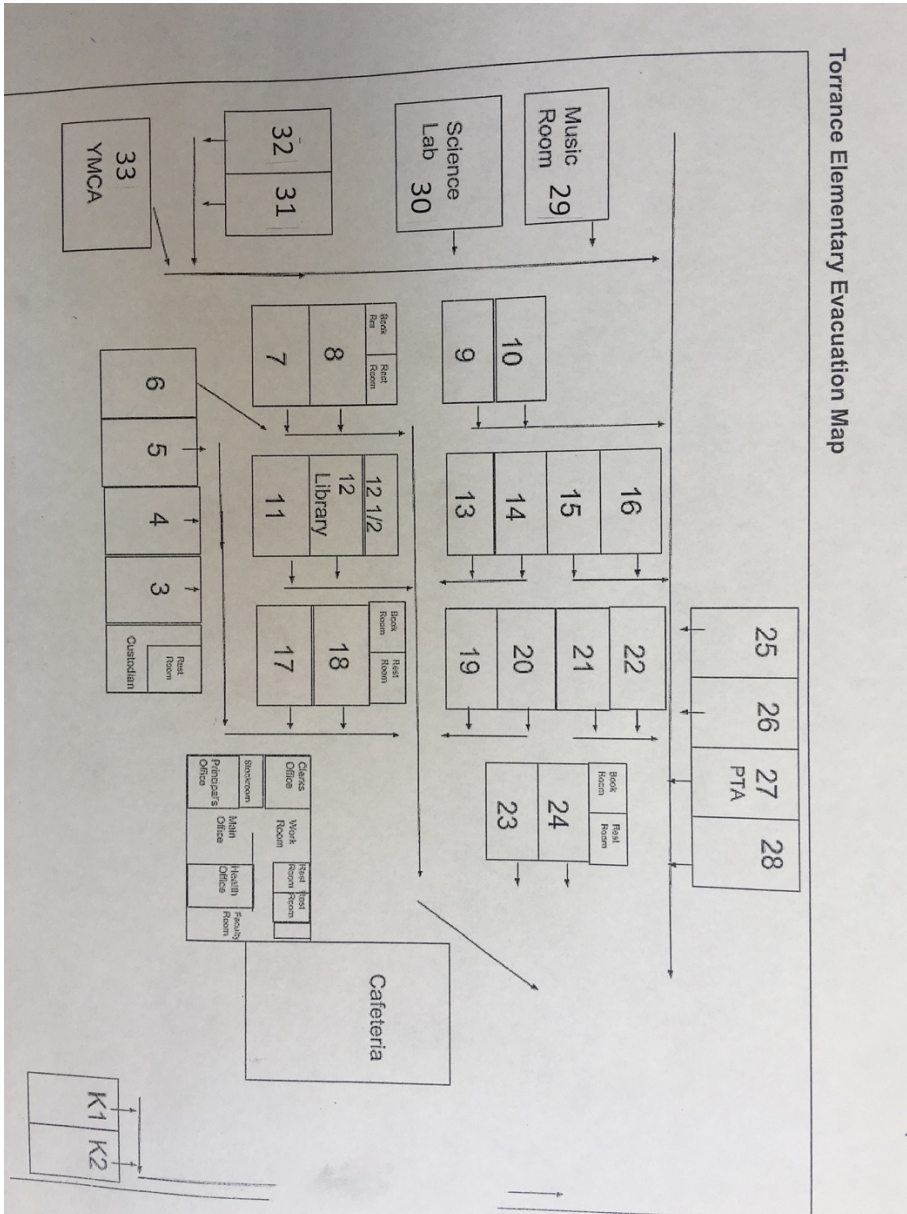 Torrance Elementary Evacuation Map
25
26
27
PTA
28
Music
Room 29
Science
Lab 30
32
31
33
YMCA
10
9
16
15
14
13
22
21
20
19
Book
Room
Rest
Room
24
23
Book
Rm
Rest
Room
8
7
12 1/2
12
Library
11
Book
Room
Rest
Room
18
17
6
5
4
3
Rest
Room
Custodian
Clerks
Office
Work
Room
Rest
Room
Rest
Room
Stockroom
Principal's
Office
Main
Office
Health
Office
Faculty
Room
Cafeteria
K1
K2